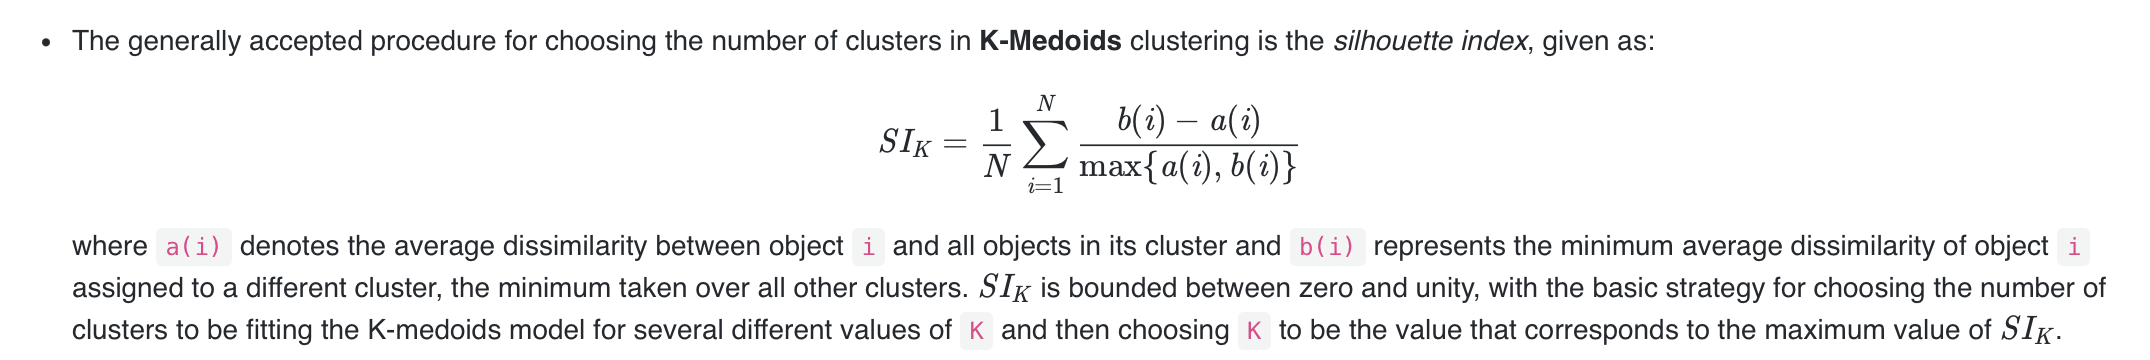 • The generally accepted procedure for choosing the number of clusters in K-Medoids clustering is the silhouette index, given as:
SI_K = \frac{1}{N} \sum_{i=1}^{N} \frac{b(i) - a(i)}{\max\{a(i), b(i)\}}
where a(i) denotes the average dissimilarity between object i and all objects in its cluster and b(i) represents the minimum average dissimilarity of object i
assigned to a different cluster, the minimum taken over all other clusters. SI_K is bounded between zero and unity, with the basic strategy for choosing the number of
clusters to be fitting the K-medoids model for several different values of K and then choosing K to be the value that corresponds to the maximum value of SI_K.